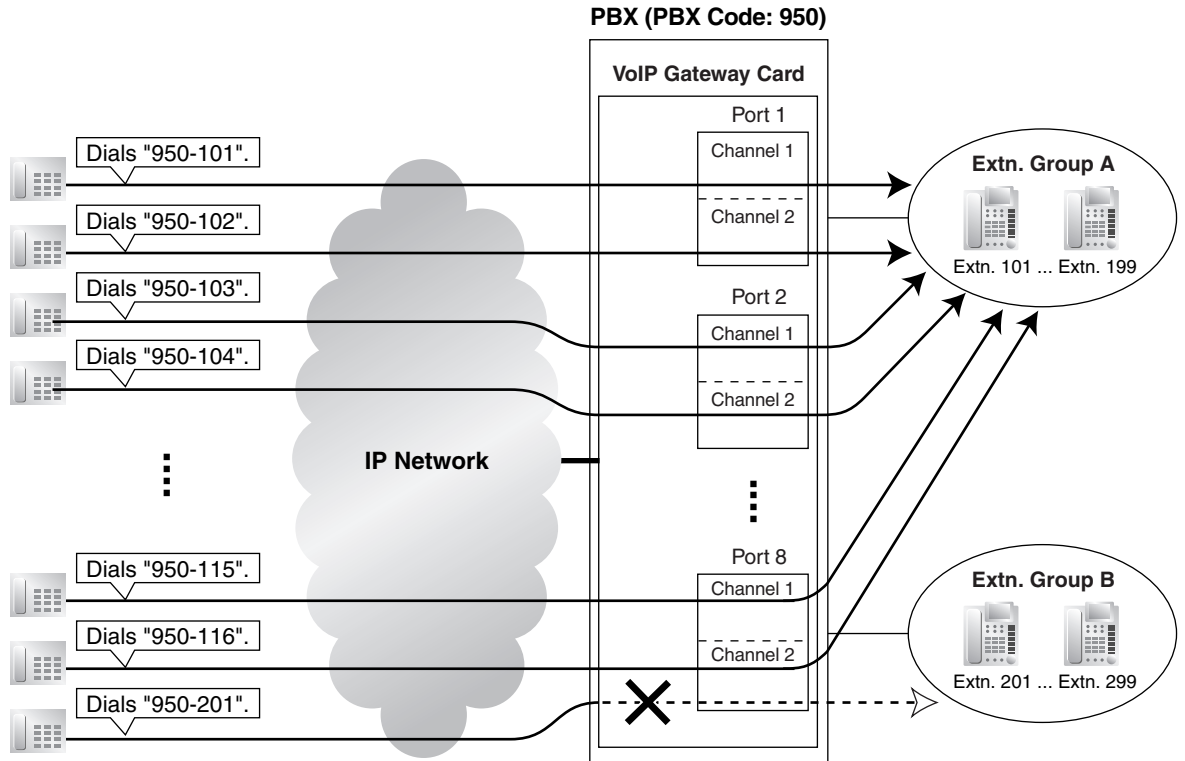 PBX (PBX Code: 950)
VoIP Gateway Card
Port 1
Dials "950-101".
Channel 1
Extn. Group A
Dials "950-102".
Channel 2
Extn. 101 ... Extn. 199
Dials "950-103".
Port 2
Channel 1
Dials "950-104".
Channel 2
IP Network
Port 8
Dials "950-115".
Channel 1
Extn. Group B
Dials "950-116".
Channel 2
Extn. 201 ... Extn. 299
Dials "950-201".